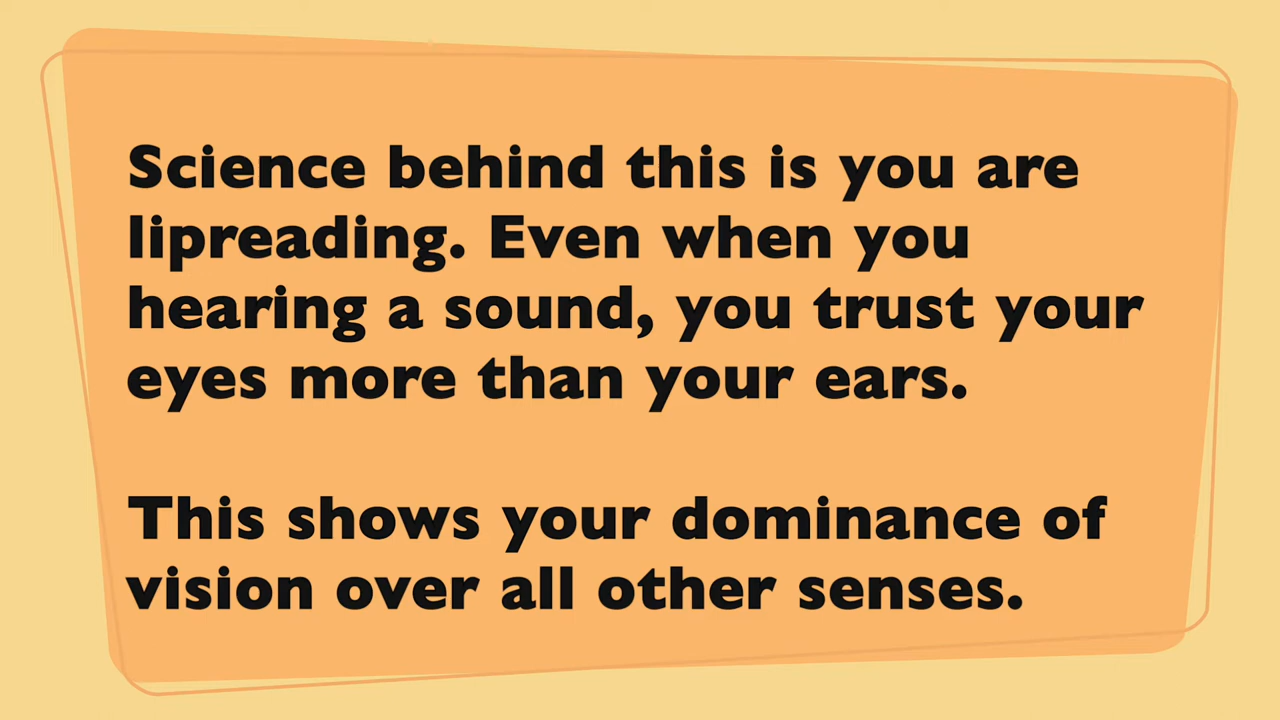 Science behind this is you are
lipreading. Even when you
hearing a sound, you trust your
eyes more than your ears.
This shows your dominance of
vision over all other senses.